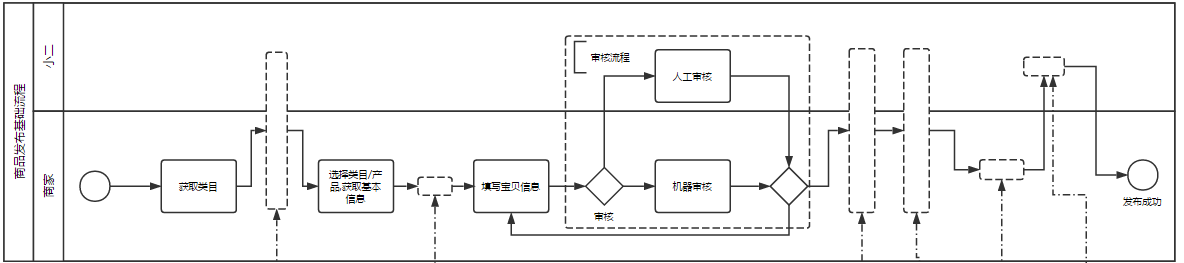 商品发布基础流程
小二
商家
获取类目
选择类目/产
品,获取基本
信息
填写宝贝信息
审核流程
人工审核
机器审核
审核
发布成功